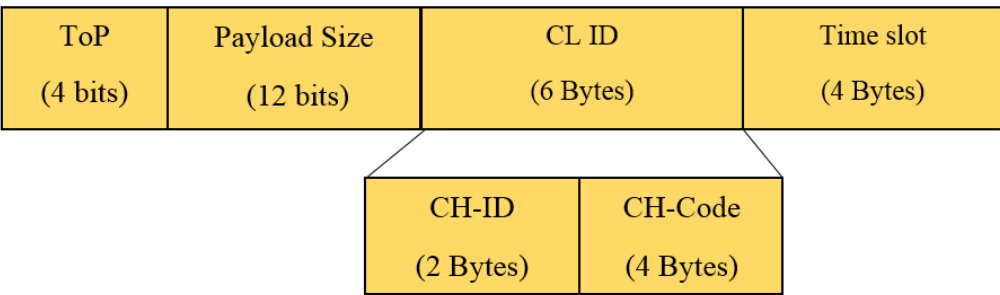 ToP
(4 bits)
Payload Size
(12 bits)
CL ID
(6 Bytes)
Time slot
(4 Bytes)
CH-ID
(2 Bytes)
CH-Code
(4 Bytes)